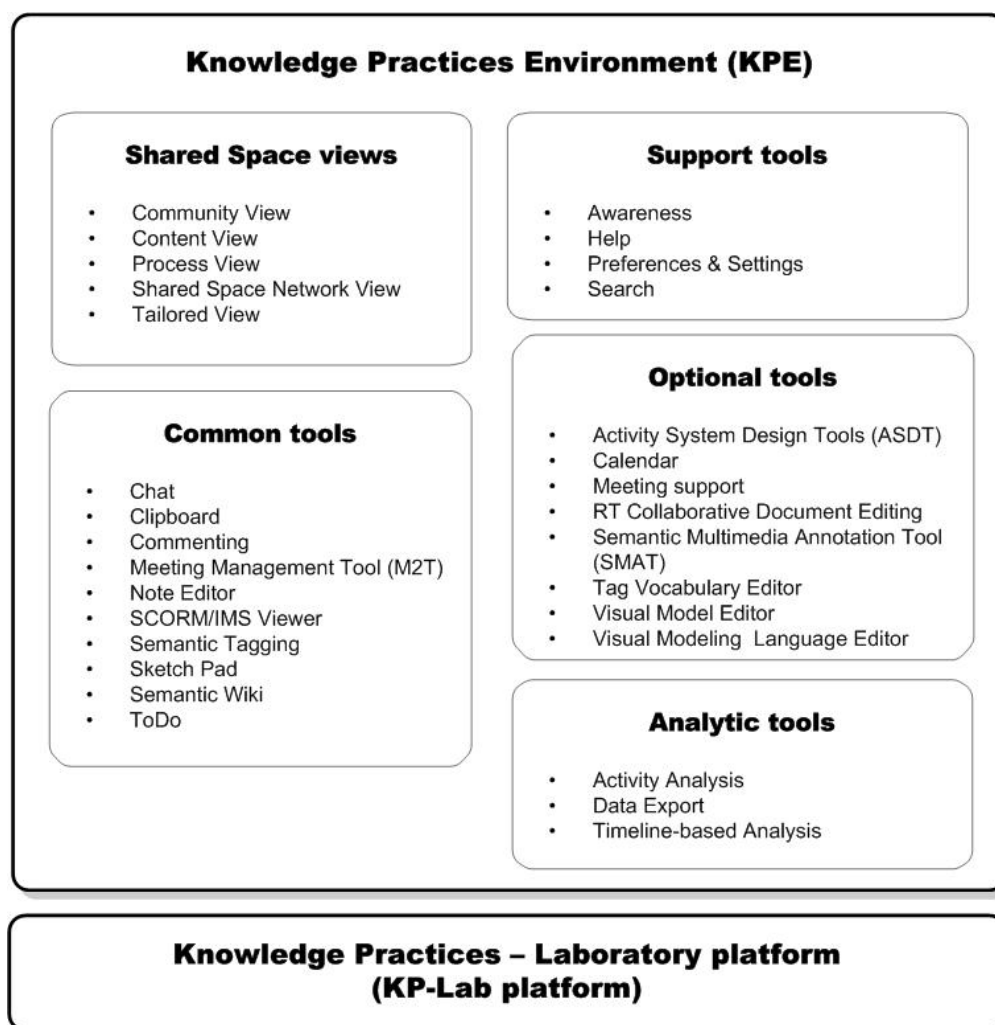 Knowledge Practices Environment (KPE)
Shared Space views
• Community View
• Content View
• Process View
• Shared Space Network View
• Tailored View
Common tools
• Chat
• Clipboard
• Commenting
• Meeting Management Tool (M2T)
• Note Editor
• SCORM/IMS Viewer
• Semantic Tagging
• Sketch Pad
• Semantic Wiki
• ToDo
Support tools
• Awareness
• Help
• Preferences & Settings
• Search
Optional tools
• Activity System Design Tools (ASDT)
• Calendar
• Meeting support
• RT Collaborative Document Editing
• Semantic Multimedia Annotation Tool
(SMAT)
• Tag Vocabulary Editor
• Visual Model Editor
• Visual Modeling Language Editor
Analytic tools
• Activity Analysis
• Data Export
• Timeline-based Analysis
Knowledge Practices – Laboratory platform
(KP-Lab platform)